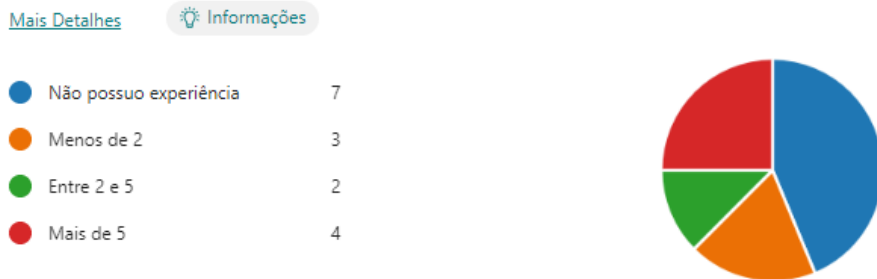 Mais Detalhes Informações
Não possuo experiência 7
Menos de 2 3
Entre 2 e 5 2
Mais de 5 4